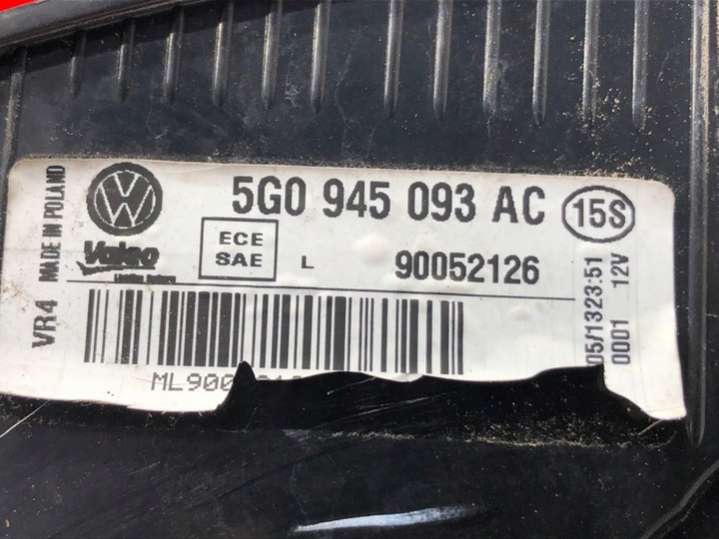 5G0 945 093 AC 15S
MADE IN POLAND
Valeo
ECE
SAE
L
90052126
VR4
05/1323:51
0001 12V